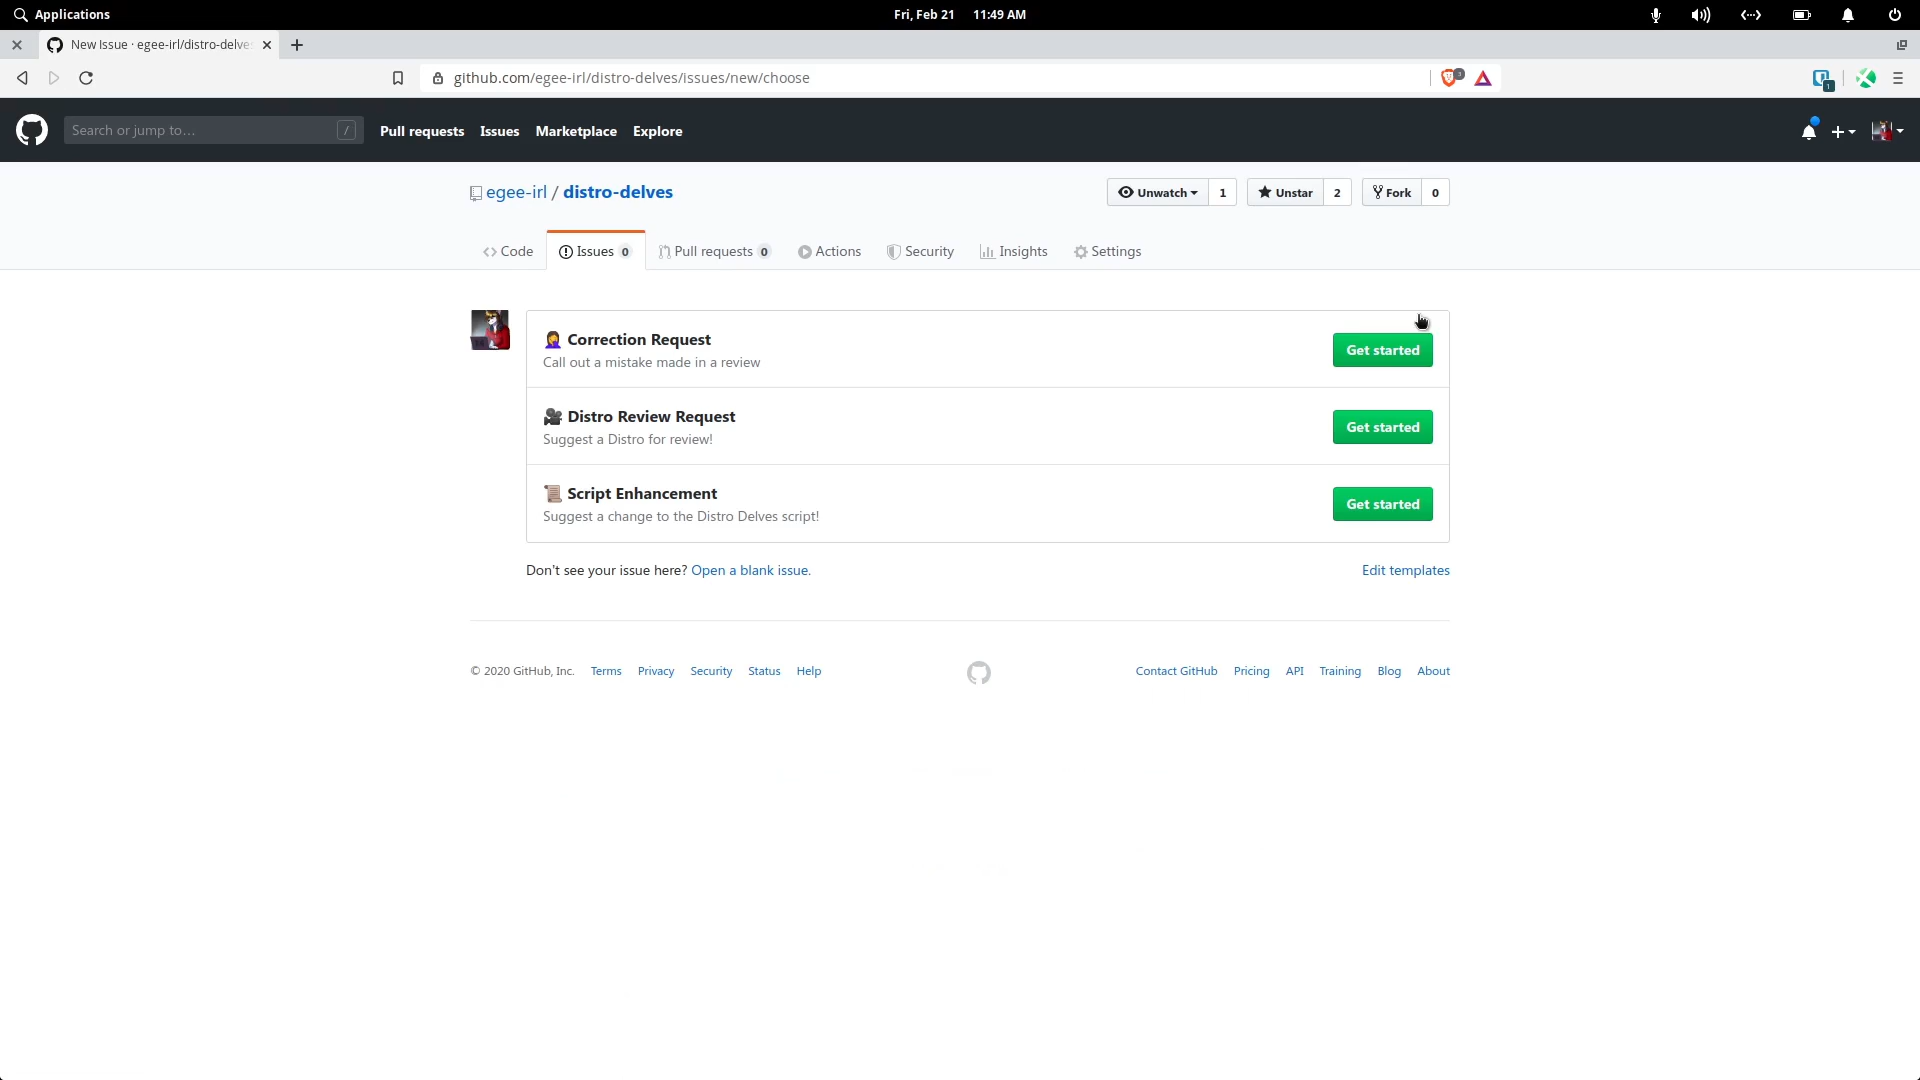 Applications
Fri, Feb 21 11:49 AM
New Issue · egee-irl/distro-delve
github.com/egee-irl/distro-delves/issues/new/choose
3
1
Search or jump to…
/
Pull requests
Issues
Marketplace
Explore
egee-irl / distro-delves
Unwatch 1
Unstar 2
Fork 0
Code
Issues 0
Pull requests 0
Actions
Security
Insights
Settings
Correction Request
Call out a mistake made in a review
Get started
Distro Review Request
Suggest a Distro for review!
Get started
Script Enhancement
Suggest a change to the Distro Delves script!
Get started
Don't see your issue here? Open a blank issue.
Edit templates
© 2020 GitHub, Inc. Terms Privacy Security Status Help
Contact GitHub Pricing API Training Blog About